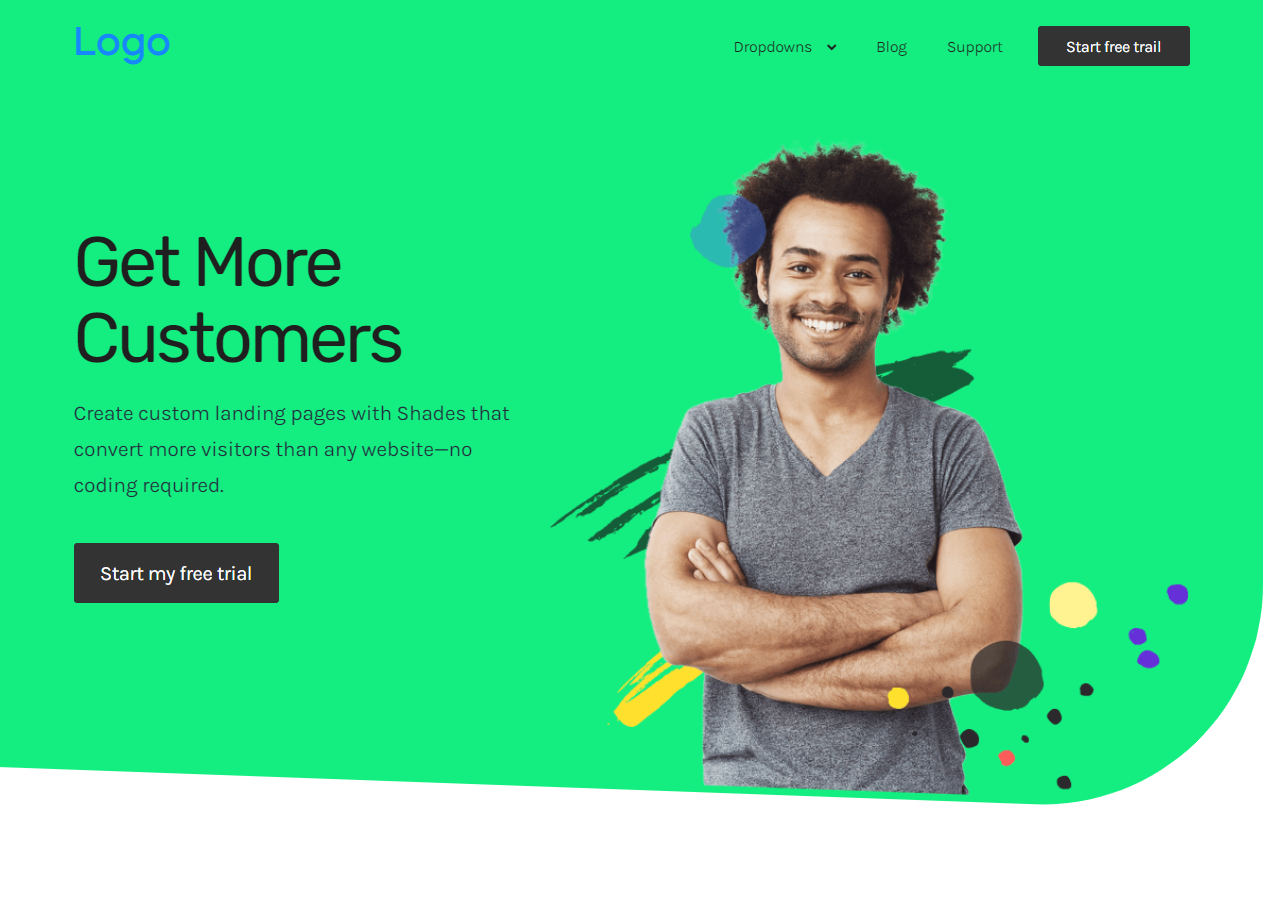 Logo
Dropdowns
Blog
Support
Start free trail
Get More
Customers
Create custom landing pages with Shades that
convert more visitors than any website—no
coding required.
Start my free trial